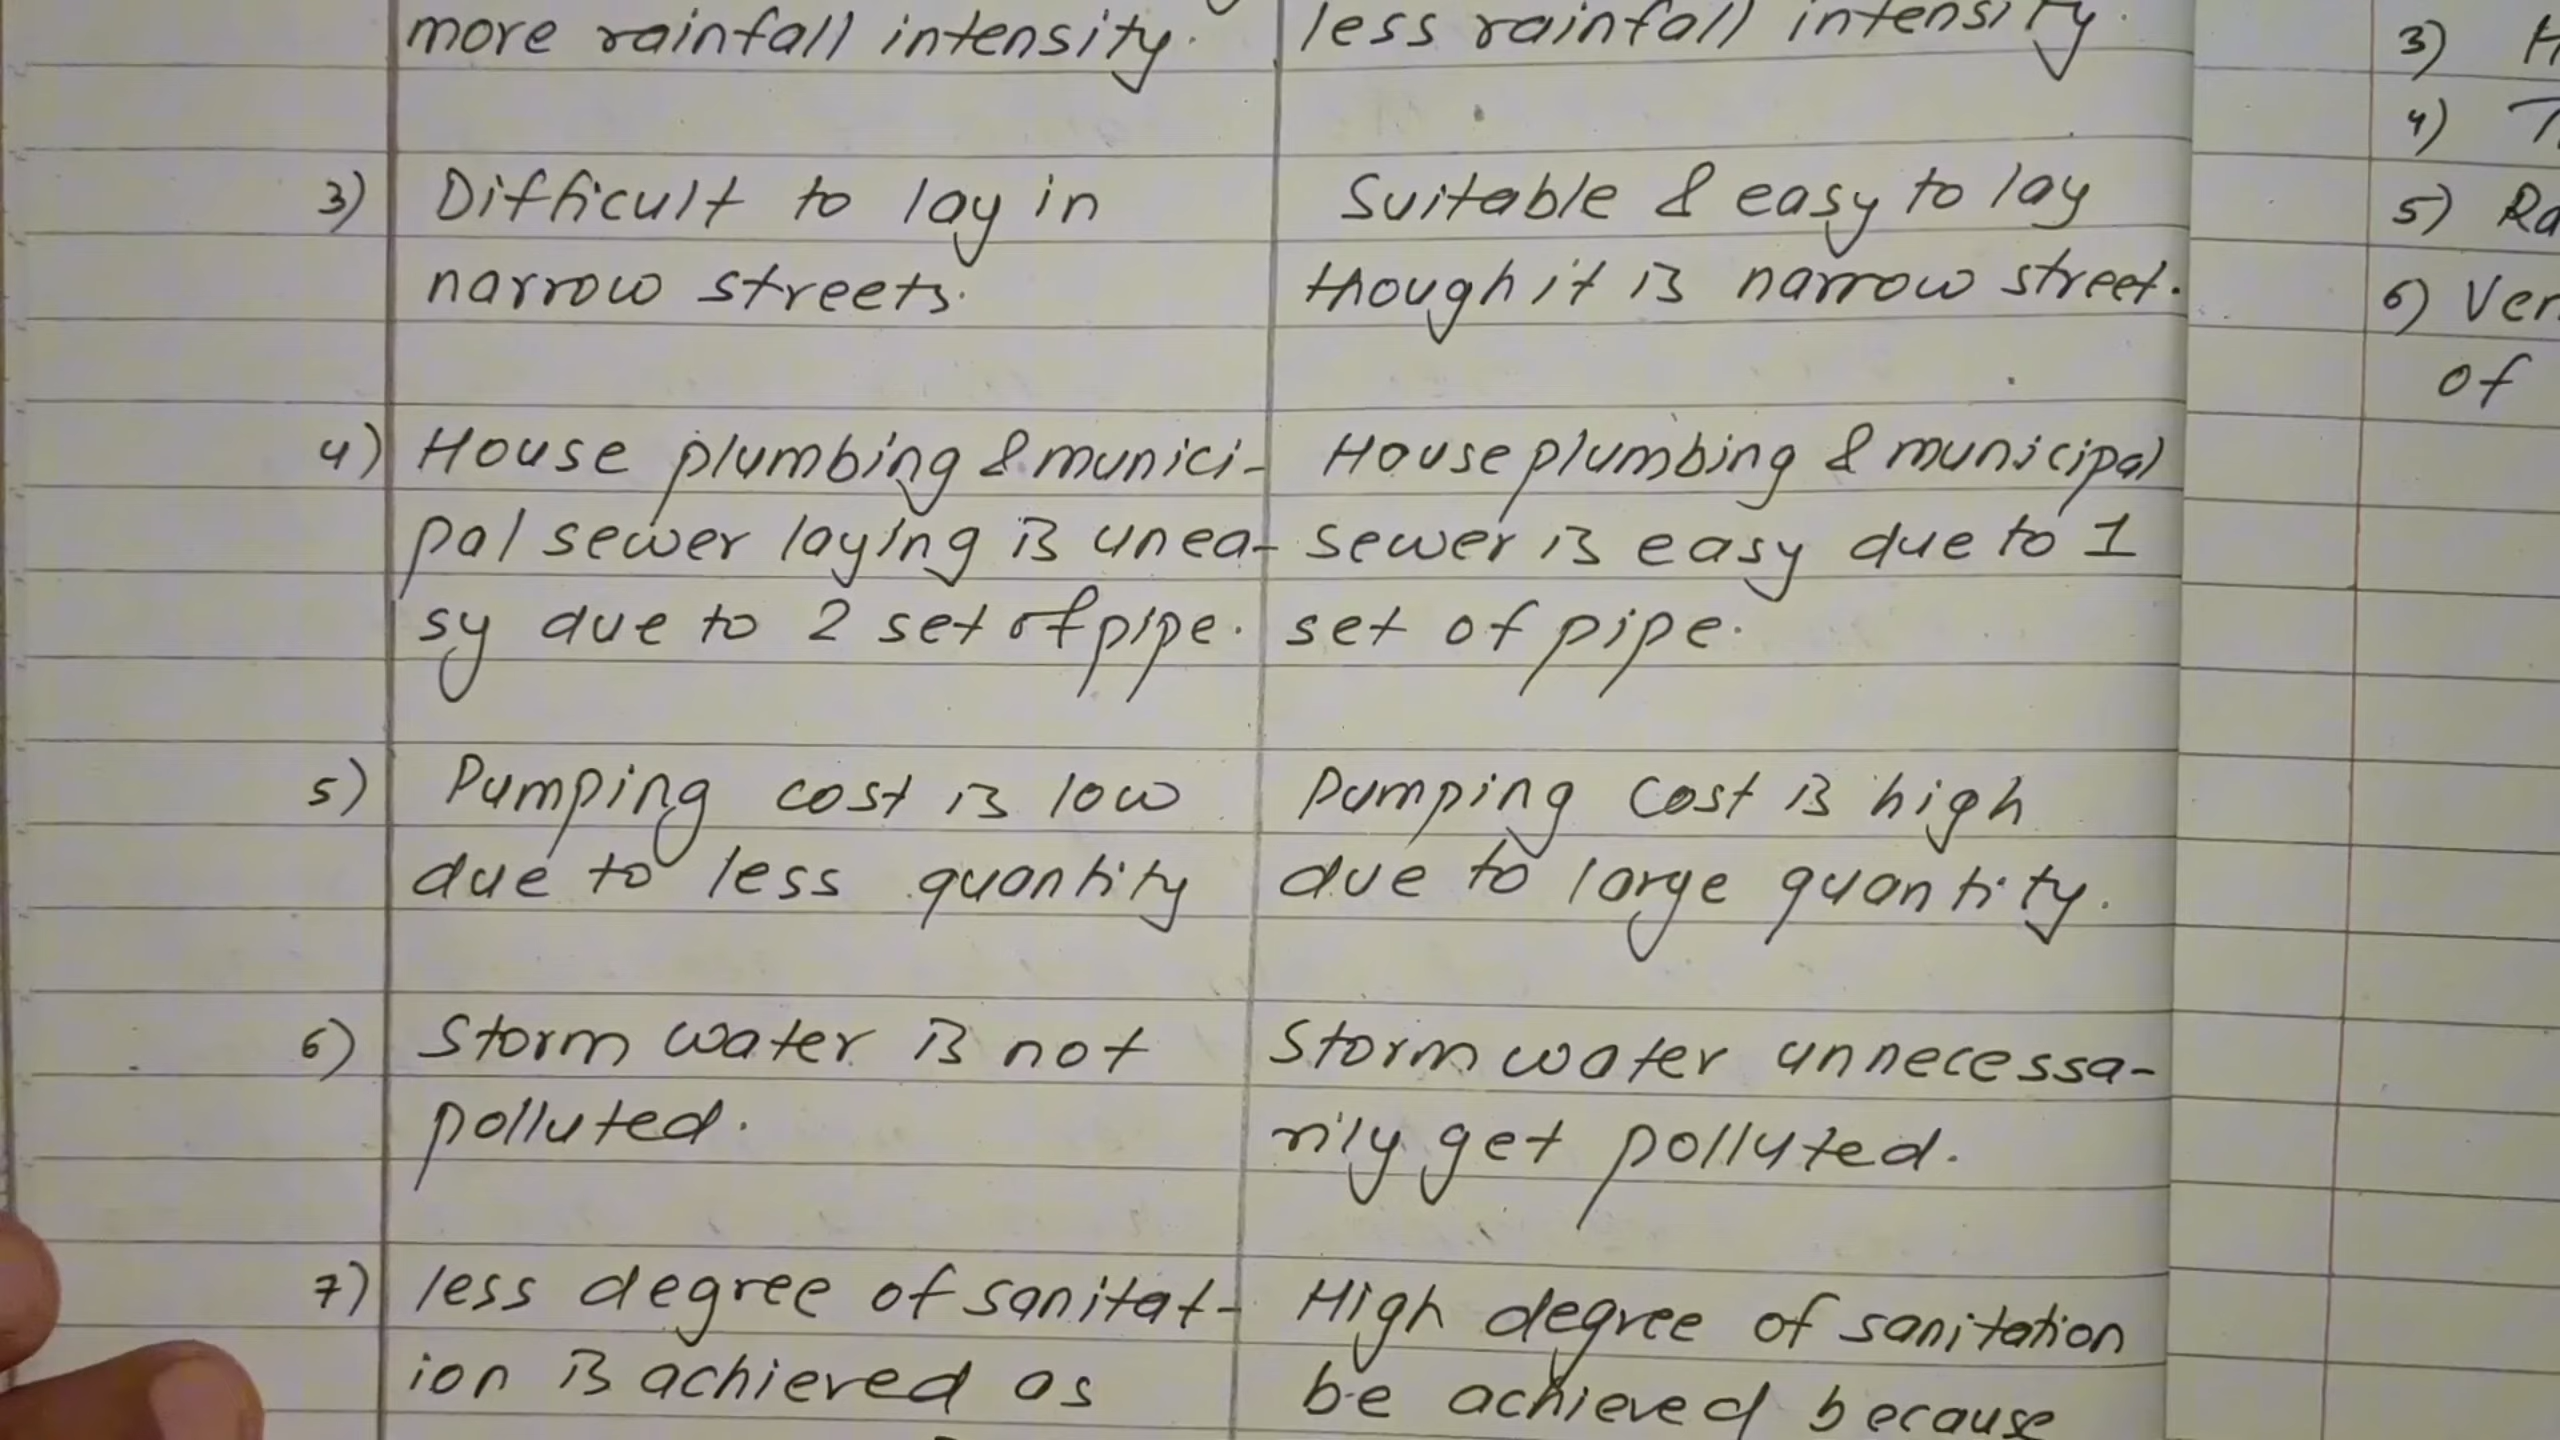 more rainfall intensity.
3) Difficult to lay in
narrow streets.
4) House plumbing & munici-
pal sewer laying is unea-
sy due to 2 set of pipe.
5) Pumping cost is low
due to less quantity
6) Storm water is not
polluted.
7) less degree of sanitat-
ion is achieved as
less rainfall intensity.
Suitable & easy to lay
though it is narrow street.
House plumbing & municipal
sewer is easy due to 1
set of pipe.
Pumping cost is high
due to large quantity.
Storm water unnecessa-
rily get polluted.
High degree of sanitation
be achieved because
3) H
4) T
5) Ra
6) Ver
of